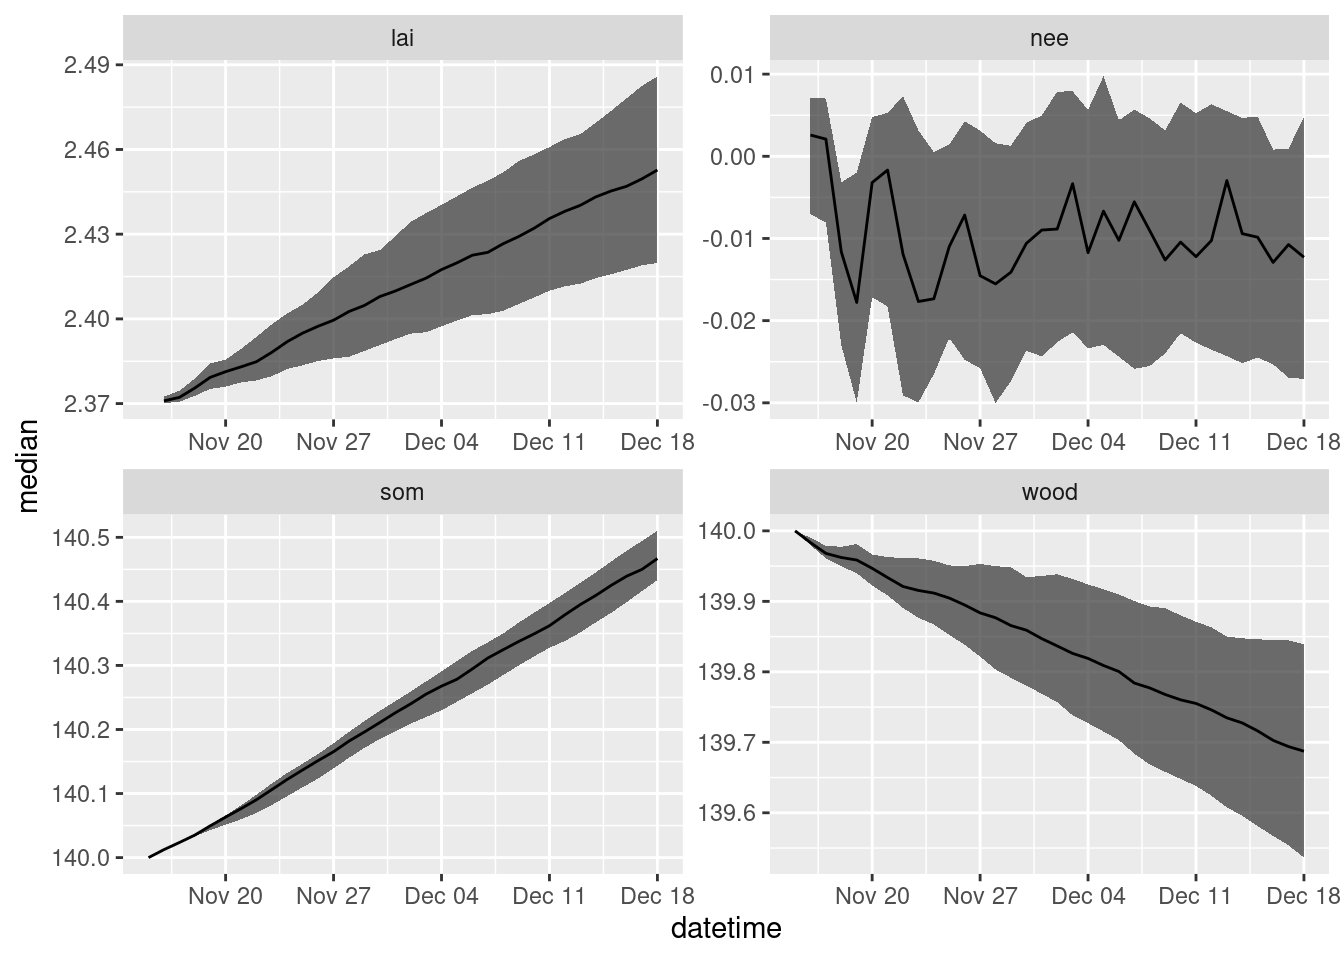 lai
nee
2.49
2.46
2.43
2.40
2.37
0.01
0.00
-0.01
-0.02
-0.03
Nov 20 Nov 27 Dec 04 Dec 11 Dec 18
Nov 20 Nov 27 Dec 04 Dec 11 Dec 18
median
som
wood
140.5
140.4
140.3
140.2
140.1
140.0
140.0
139.9
139.8
139.7
139.6
Nov 20 Nov 27 Dec 04 Dec 11 Dec 18
Nov 20 Nov 27 Dec 04 Dec 11 Dec 18
datetime